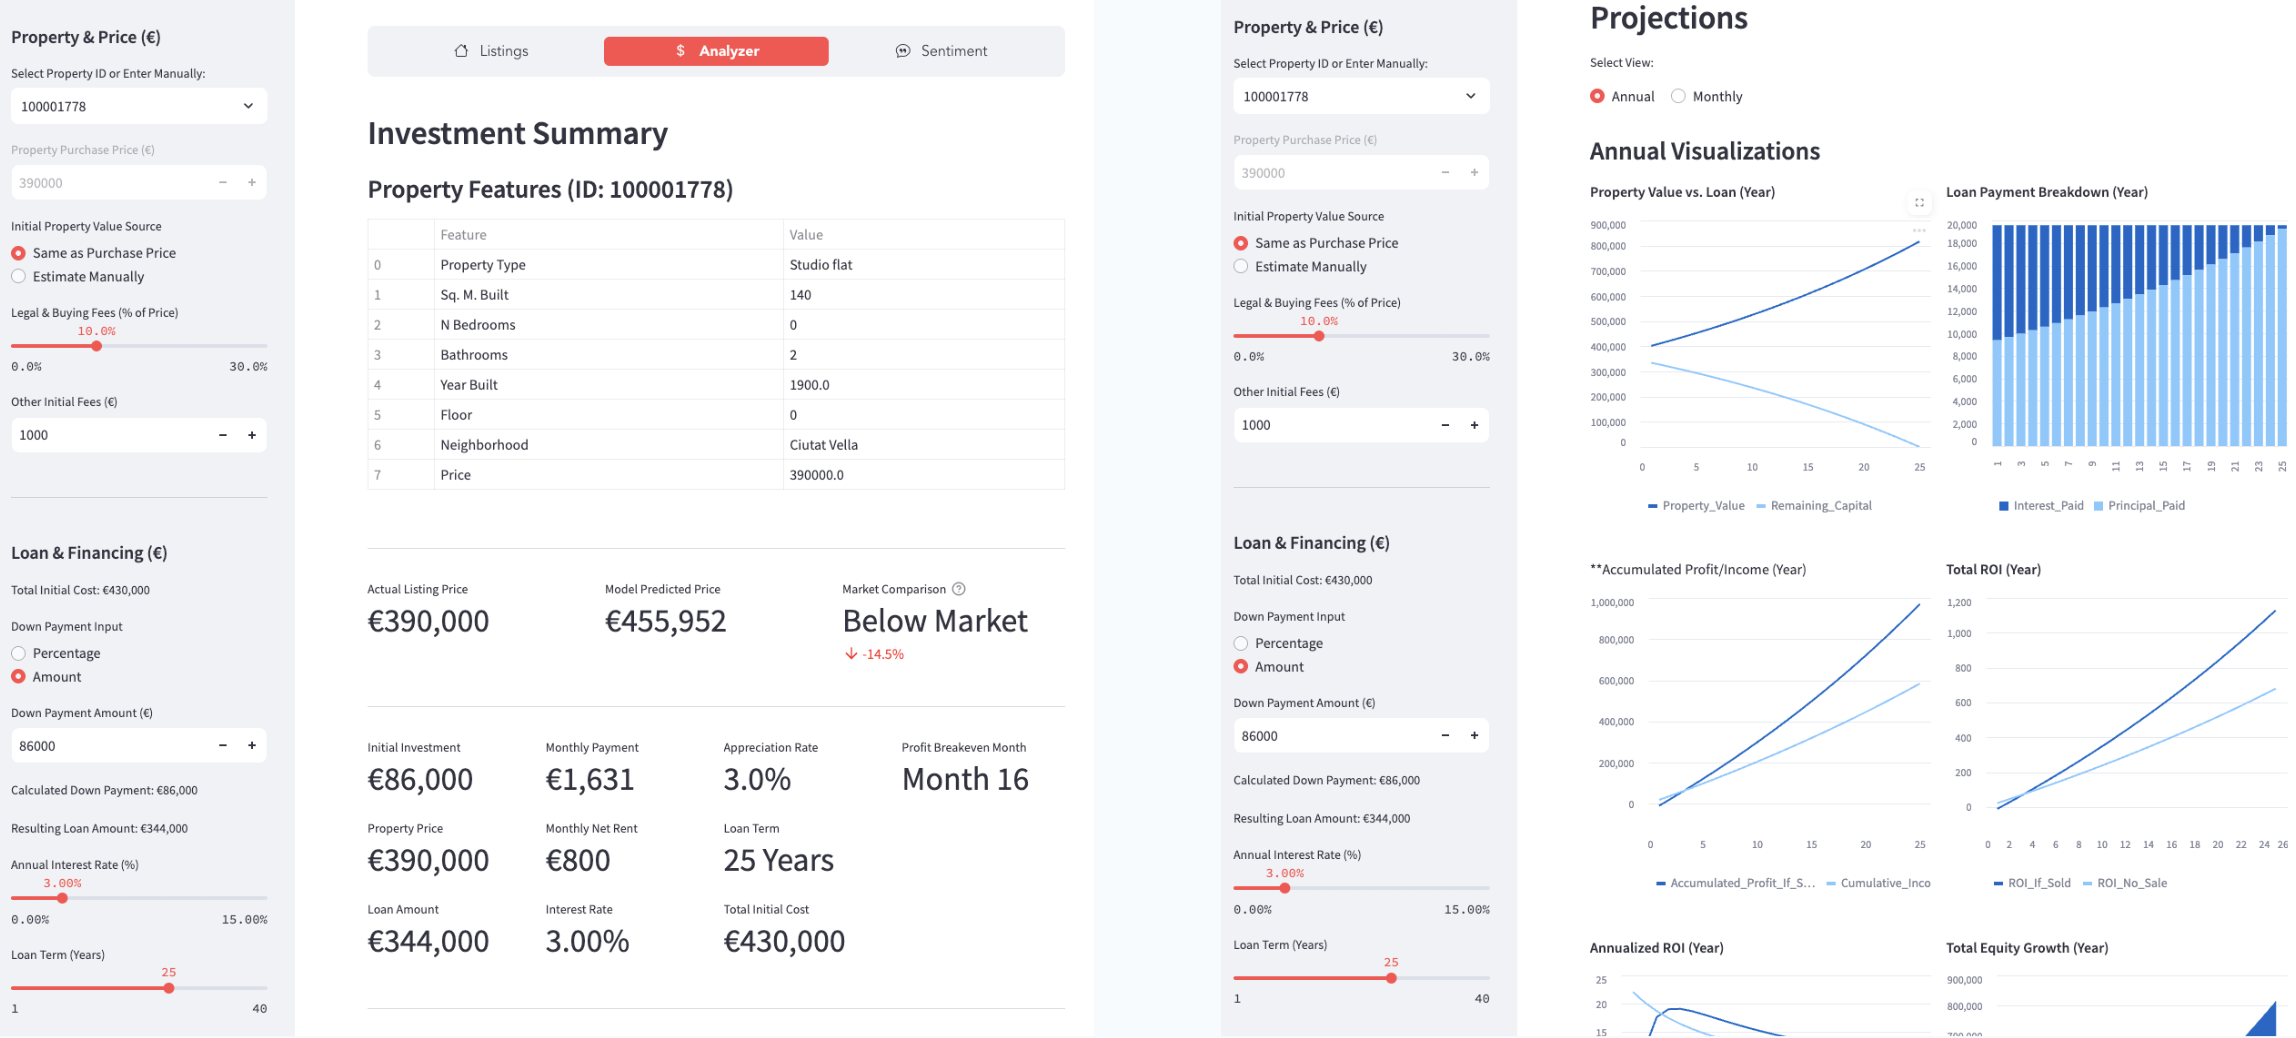 Property & Price (€)
Select Property ID or Enter Manually:
100001778
Property Purchase Price (€)
390000 − +
Initial Property Value Source
Same as Purchase Price
Estimate Manually
Legal & Buying Fees (% of Price)
10.0%
0.0% 30.0%
Other Initial Fees (€)
1000 − +
Loan & Financing (€)
Total Initial Cost: €430,000
Down Payment Input
Percentage
Amount
Down Payment Amount (€)
86000 − +
Calculated Down Payment: €86,000
Resulting Loan Amount: €344,000
Annual Interest Rate (%)
3.00%
0.00% 15.00%
Loan Term (Years)
25
1 40
Listings $ Analyzer Sentiment
Investment Summary
Property Features (ID: 100001778)
Feature Value
0 Property Type Studio flat
1 Sq. M. Built 140
2 N Bedrooms 0
3 Bathrooms 2
4 Year Built 1900.0
5 Floor 0
6 Neighborhood Ciutat Vella
7 Price 390000.0
Actual Listing Price Model Predicted Price Market Comparison ?
€390,000 €455,952 Below Market
↓ -14.5%
Initial Investment Monthly Payment Appreciation Rate Profit Breakeven Month
€86,000 €1,631 3.0% Month 16
Property Price Monthly Net Rent Loan Term
€390,000 €800 25 Years
Loan Amount Interest Rate Total Initial Cost
€344,000 3.00% €430,000
Property & Price (€)
Select Property ID or Enter Manually:
100001778
Property Purchase Price (€)
390000 − +
Initial Property Value Source
Same as Purchase Price
Estimate Manually
Legal & Buying Fees (% of Price)
10.0%
0.0% 30.0%
Other Initial Fees (€)
1000 − +
Loan & Financing (€)
Total Initial Cost: €430,000
Down Payment Input
Percentage
Amount
Down Payment Amount (€)
86000 − +
Calculated Down Payment: €86,000
Resulting Loan Amount: €344,000
Annual Interest Rate (%)
3.00%
0.00% 15.00%
Loan Term (Years)
25
1 40
Projections
Select View:
Annual Monthly
Annual Visualizations
Property Value vs. Loan (Year)
900,000
800,000
700,000
600,000
500,000
400,000
300,000
200,000
100,000
0
0 5 10 15 20 25
Property_Value Remaining_Capital
Loan Payment Breakdown (Year)
20,000
18,000
16,000
14,000
12,000
10,000
8,000
6,000
4,000
2,000
0
1 3 5 7 9 11 13 15 17 19 21 23 25
Interest_Paid Principal_Paid
**Accumulated Profit/Income (Year)
1,000,000
800,000
600,000
400,000
200,000
0
0 5 10 15 20 25
Accumulated_Profit_If_S... Cumulative_Inco
Total ROI (Year)
1,200
1,000
800
600
400
200
0
0 2 4 6 8 10 12 14 16 18 20 22 24 26
ROI_If_Sold ROI_No_Sale
Annualized ROI (Year)
25
20
15
Total Equity Growth (Year)
900,000
800,000
700,000